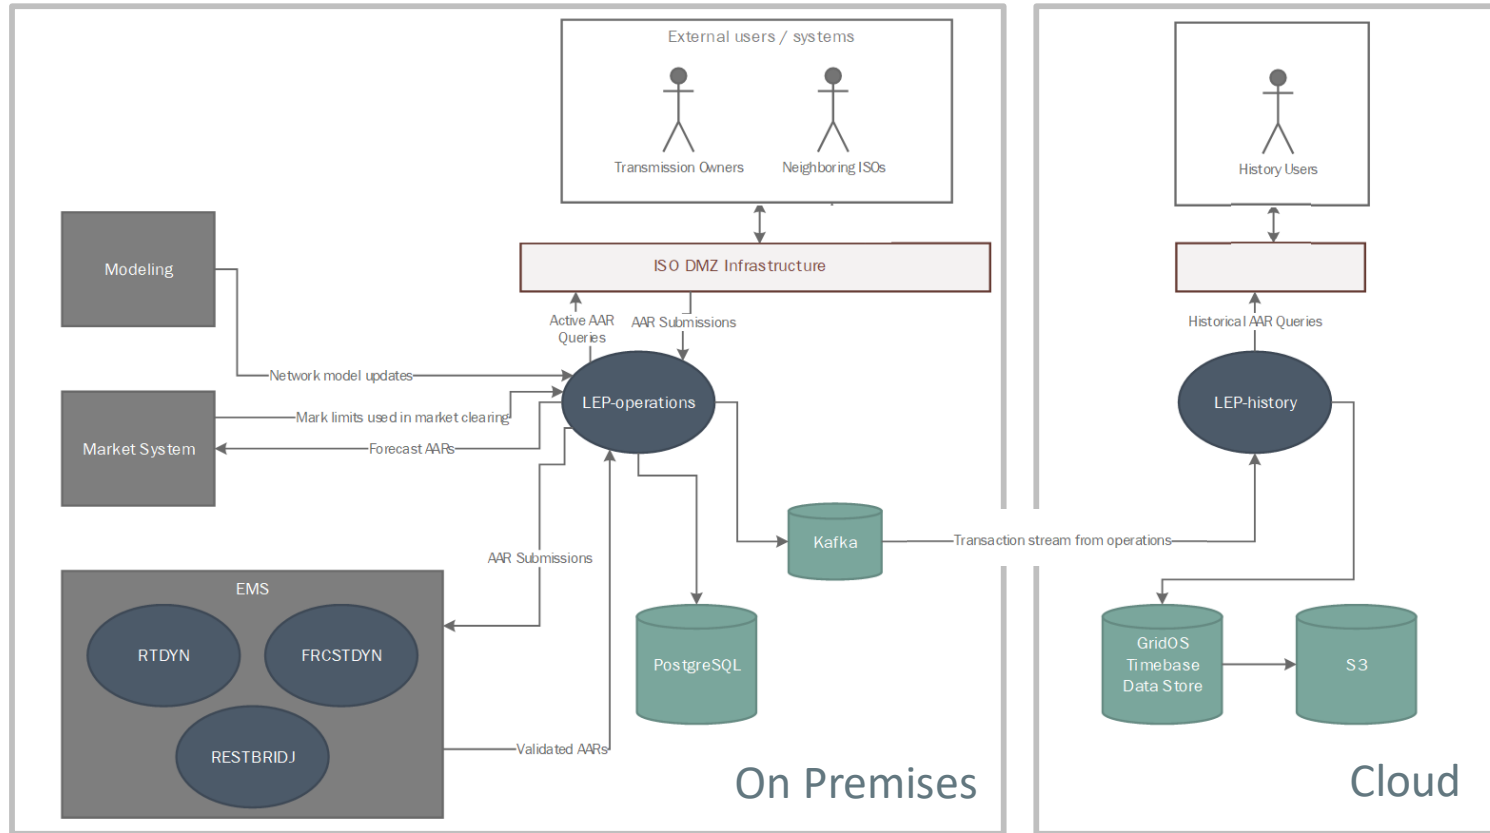 External users / systems
Transmission Owners
Neighboring ISOs
History Users
Modeling
ISO DMZ Infrastructure
Active AAR
Queries
AAR Submissions
Historical AAR Queries
Network model updates
LEP-operations
LEP-history
Mark limits used in market clearing
Market System
Forecast AARs
Kafka
Transaction stream from operations
AAR Submissions
EMS
RTDYN
FRCSTDYN
PostgreSQL
GridOS
Timebase
Data Store
S3
RESTBRIDJ
Validated AARs
On Premises
Cloud